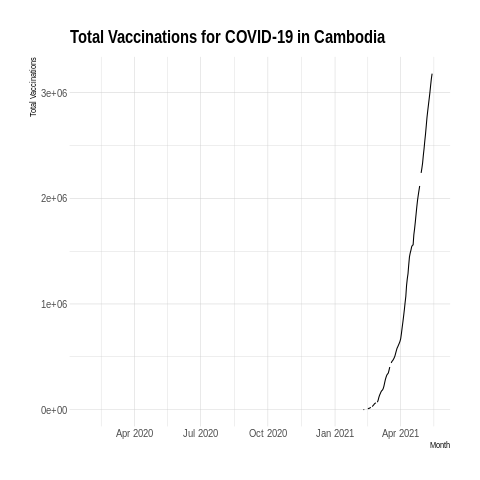 Total Vaccinations for COVID-19 in Cambodia
Total Vaccinations
3e+06
2e+06
1e+06
0e+00
Apr 2020 Jul 2020 Oct 2020 Jan 2021 Apr 2021
Month